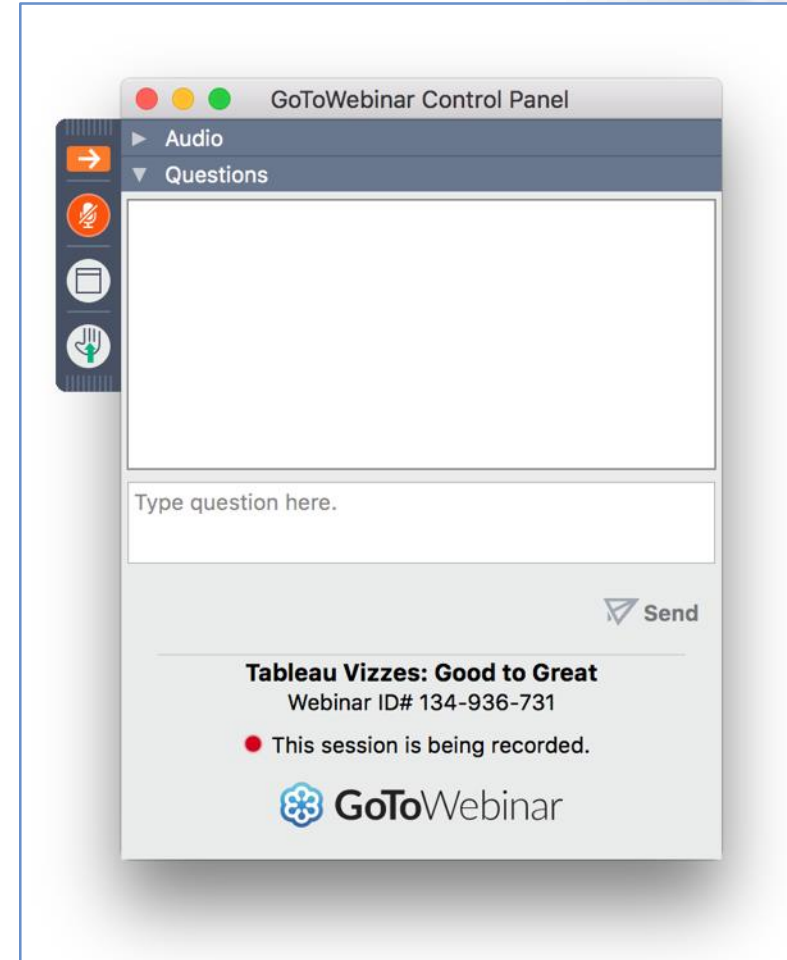 GoToWebinar Control Panel
Audio
Questions
Type question here.
Send
Tableau Vizzes: Good to Great
Webinar ID# 134-936-731
This session is being recorded.
GoToWebinar